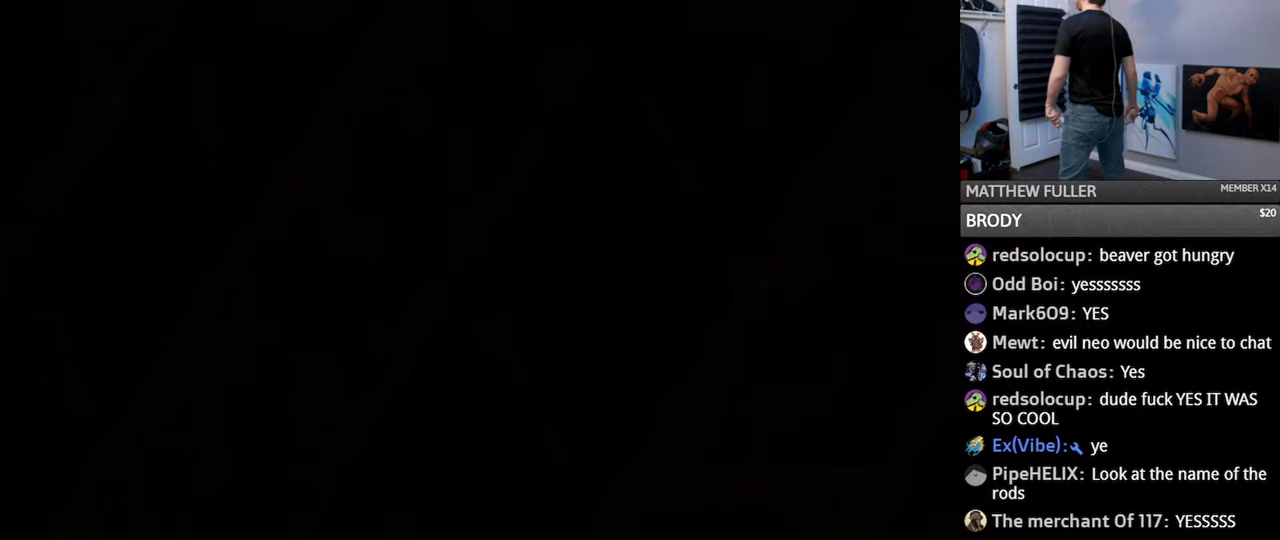 MATTHEW FULLER MEMBER X14
BRODY $20
redsolocup: beaver got hungry
Odd Boi: yesssssss
Mark6O9: YES
Mewt: evil neo would be nice to chat
Soul of Chaos: Yes
redsolocup: dude fuck YES IT WAS
SO COOL
Ex(Vibe): ye
PipeHELIX: Look at the name of the
rods
The merchant Of 117: YESSSSS